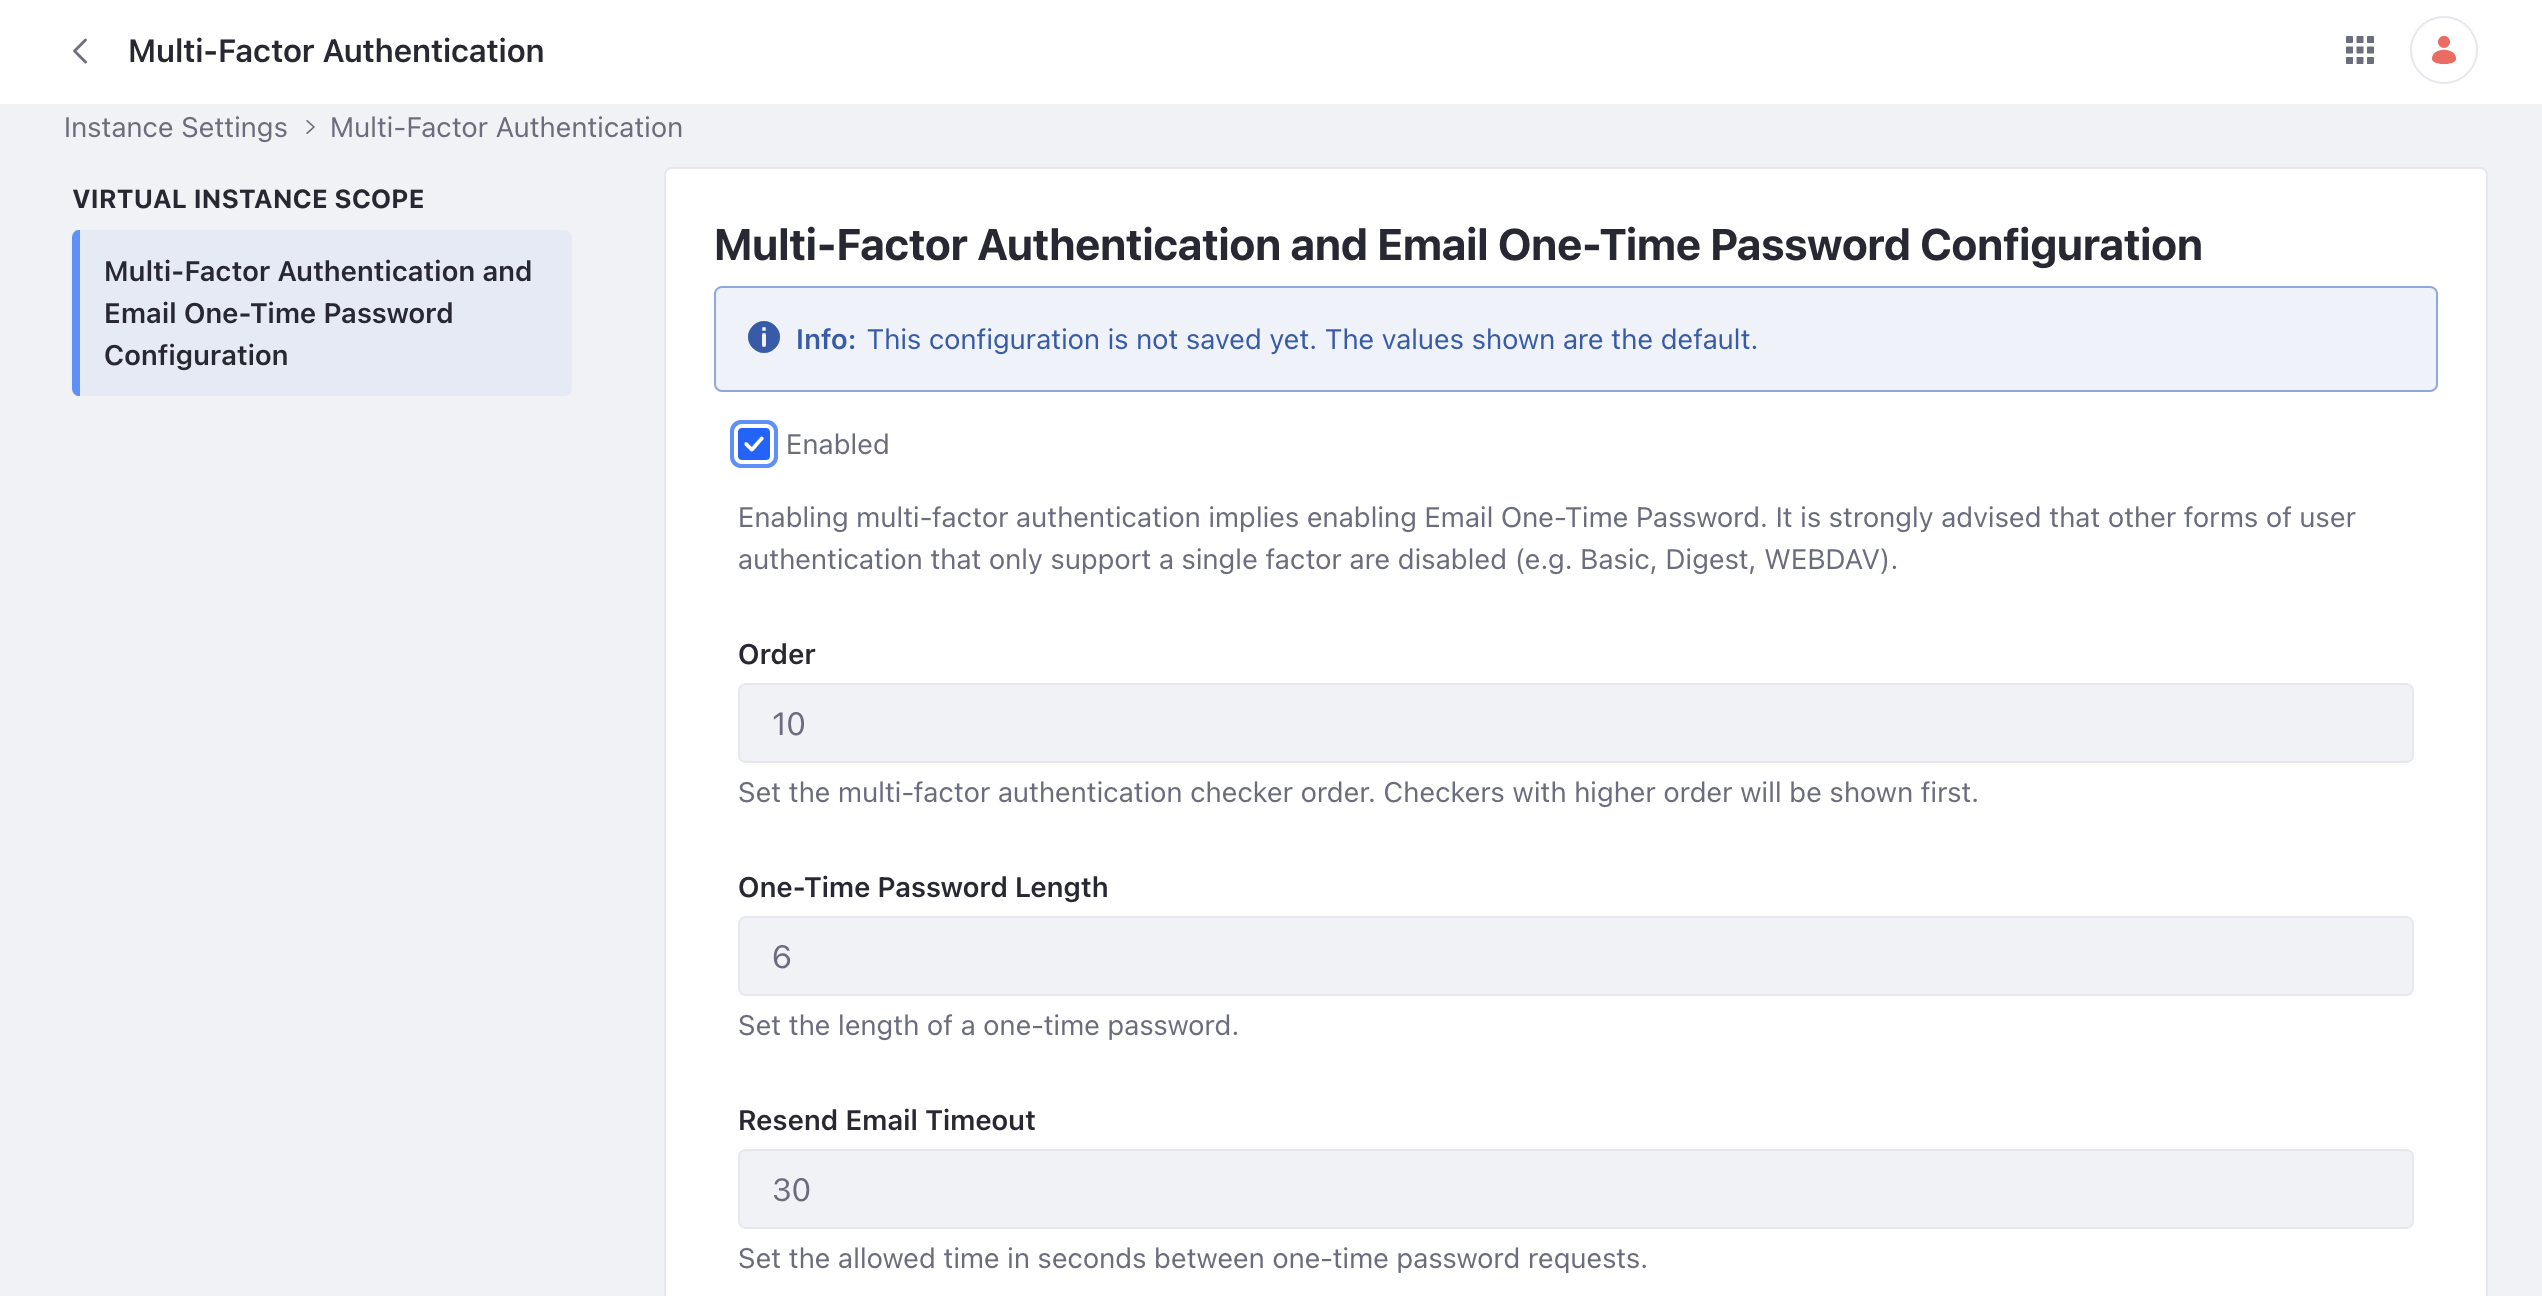 Multi-Factor Authentication
Instance Settings > Multi-Factor Authentication
VIRTUAL INSTANCE SCOPE
Multi-Factor Authentication and
Email One-Time Password
Configuration
Multi-Factor Authentication and Email One-Time Password Configuration
Info: This configuration is not saved yet. The values shown are the default.
Enabled
Enabling multi-factor authentication implies enabling Email One-Time Password. It is strongly advised that other forms of user
authentication that only support a single factor are disabled (e.g. Basic, Digest, WEBDAV).
Order
10
Set the multi-factor authentication checker order. Checkers with higher order will be shown first.
One-Time Password Length
6
Set the length of a one-time password.
Resend Email Timeout
30
Set the allowed time in seconds between one-time password requests.